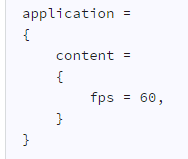 application =
{
    content =
    {
        fps = 60,
    }
}